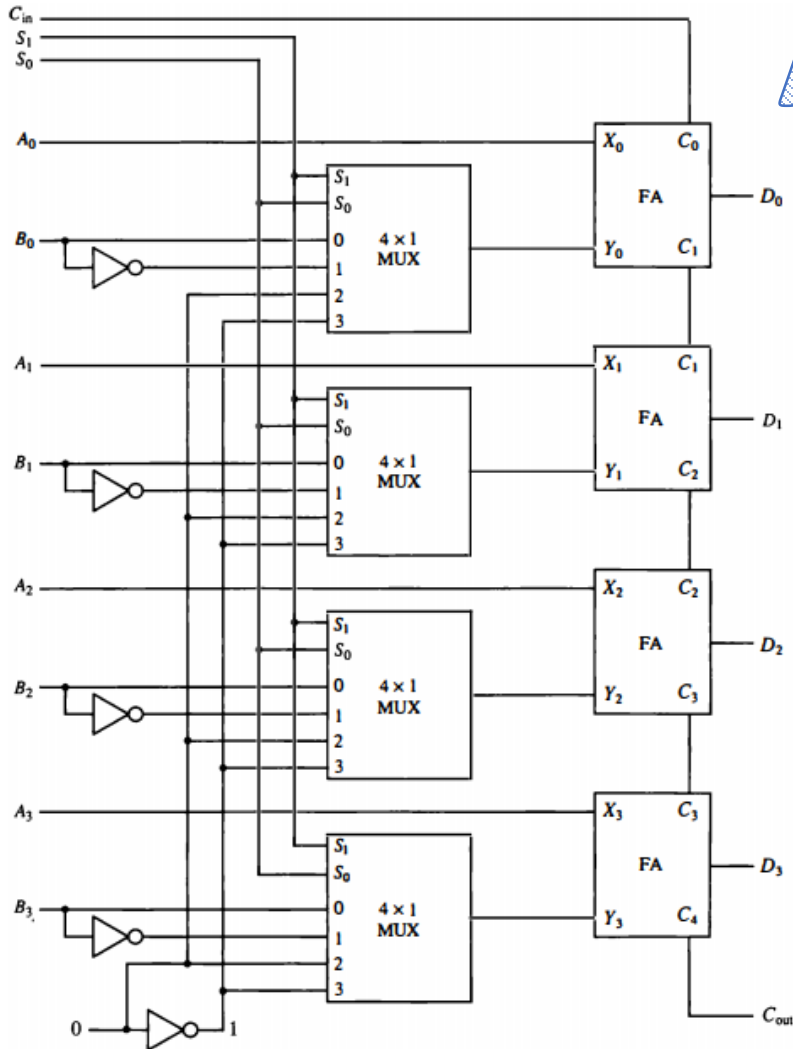 C_in
S_1
S_0
A_0 X_0 C_0
S_1
S_0 FA D_0
B_0 0 4 × 1
MUX Y_0 C_1
1
2
3
A_1 X_1 C_1
S_1
S_0 FA D_1
B_1 0 4 × 1
MUX Y_1 C_2
1
2
3
A_2 X_2 C_2
S_1
S_0 FA D_2
B_2 0 4 × 1
MUX Y_2 C_3
1
2
3
A_3 X_3 C_3
S_1
S_0 FA D_3
B_3 0 4 × 1
MUX Y_3 C_4
1
2
3
0 1 C_out